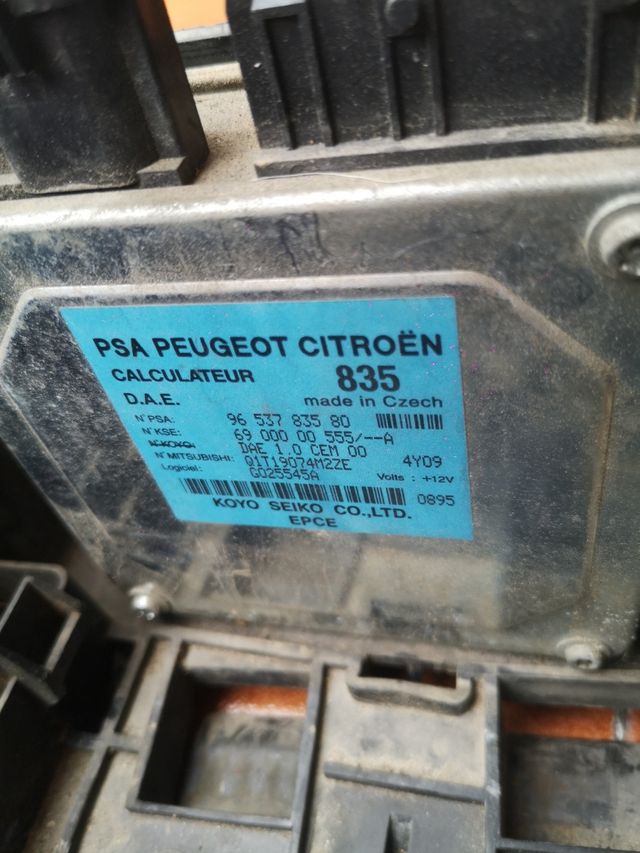 PSA PEUGEOT CITROËN
CALCULATEUR 835
D.A.E. made in Czech
N° PSA: 96 537 835 80
N° KSE: 69 000 00 555/--A
N° KOYO: DAE 1.0 CEM 00
N° MITSUBISHI: Q1T19074M2ZE 4Y09
Logiciel: C025545A Volts : +12V
0895
KOYO SEIKO CO.,LTD.
EPCE